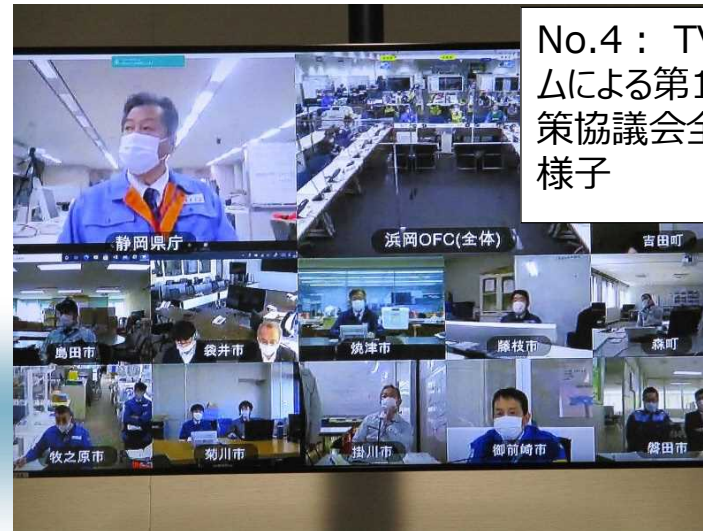 No.4： TV
ムによる第1
策協議会全
様子
静岡県庁
浜岡OFC(全体)
吉田町
島田市
袋井市
焼津市
藤枝市
森町
牧之原市
菊川市
掛川市
御前崎市
磐田市